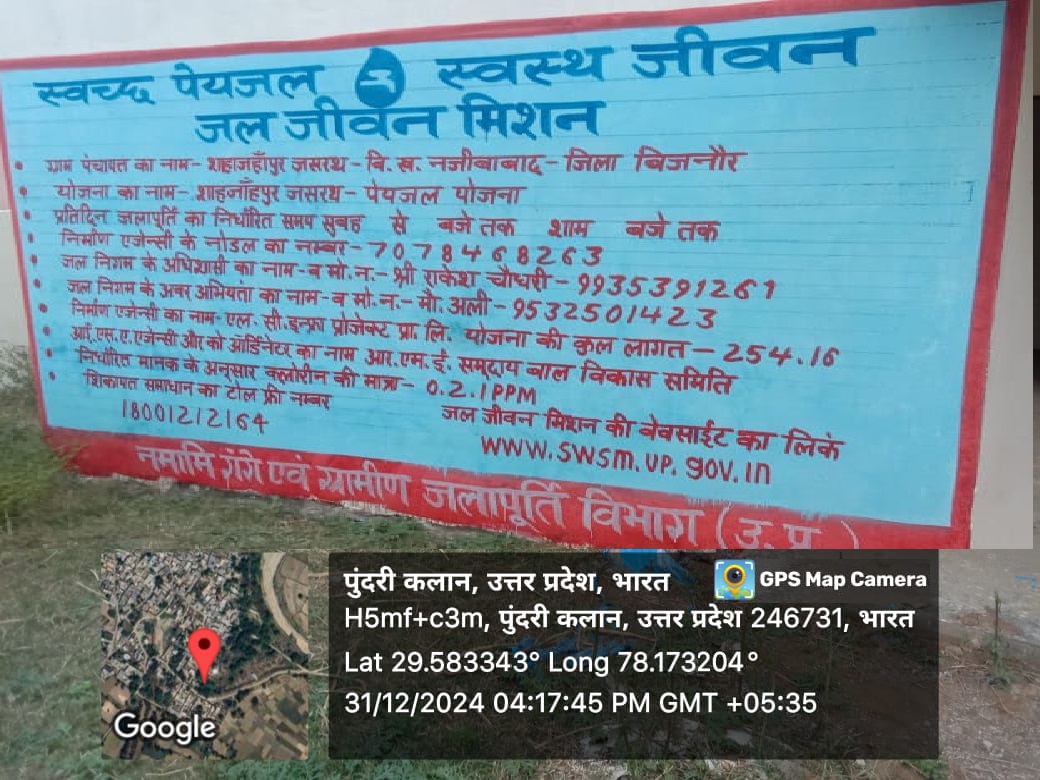 स्वच्छ पेयजल स्वस्थ जीवन
जल जीवन मिशन
ग्राम पंचायत का नाम- शहाजहाँपुर जसरथ- वि.ख. नजीबाबाद- जिला बिजनौर
योजना का नाम- शाहजाँहपुर जसरथ- पेयजल योजना
प्रतिदिन जलापूर्ति का निर्धारित समय सुबह से बजे तक शाम बजे तक
निर्माण एजेन्सी के नोडल का नम्बर- 7078468263
जल निगम के अधिशासी का नाम- व मो.न.- श्री राकेश चौधरी- 9935391261
जल निगम के अवर अभियंता का नाम- व मो.न.- मौ. अली- 9532501423
निर्माण एजेन्सी का नाम- एल. सी. इन्फ्रा प्रोजेक्ट प्रा. लि. योजना की कुल लागत- 254.16
आई.एस.ए. एजेन्सी और को ऑर्डिनेटर का नाम आर.एम.ई. समुदाय बाल विकास समिति
निर्धारित मानक के अनुसार क्लोरीन की मात्रा- 0.2.1PPM
शिकायत समाधान का टोल फ्री नम्बर
18001212164
जल जीवन मिशन की वेवसाईट का लिकं
www.swsm.up.gov.in
नमामि गंगे एवं ग्रामीण जलापूर्ति विभाग (उ.प्र.)
पुंदरी कलान, उत्तर प्रदेश, भारत
GPS Map Camera
H5mf+c3m, पुंदरी कलान, उत्तर प्रदेश 246731, भारत
Lat 29.583343° Long 78.173204°
31/12/2024 04:17:45 PM GMT +05:35
Google